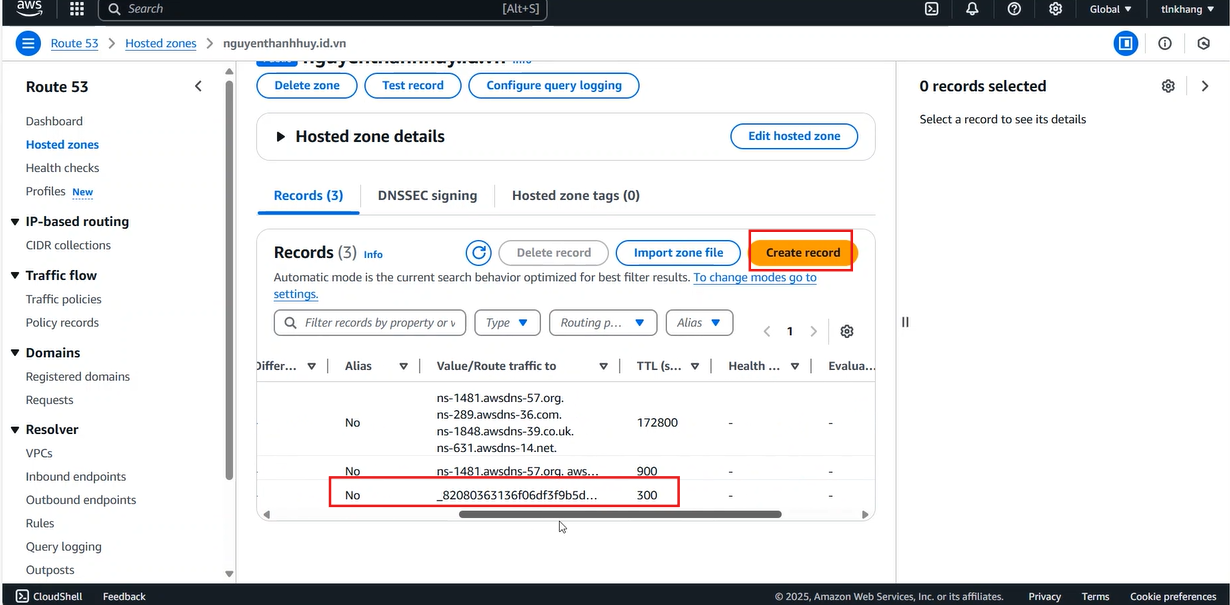 aws
Search
[Alt+S]
Global
tlnkhang
Route 53
Hosted zones
nguyenthanhhuy.id.vn
Route 53
Dashboard
Hosted zones
Health checks
Profiles New
IP-based routing
CIDR collections
Traffic flow
Traffic policies
Policy records
Domains
Registered domains
Requests
Resolver
VPCs
Inbound endpoints
Outbound endpoints
Rules
Query logging
Outposts
nguyenthanhhuy.id.vn Info
Delete zone
Test record
Configure query logging
Hosted zone details
Edit hosted zone
Records (3)
DNSSEC signing
Hosted zone tags (0)
Records (3) Info
Delete record
Import zone file
Create record
Automatic mode is the current search behavior optimized for best filter results. To change modes go to
settings.
Filter records by property or v
Type
Routing p...
Alias
1
Differ...
Alias
Value/Route traffic to
TTL (s...
Health ...
Evalua...
ns-1481.awsdns-57.org.
ns-289.awsdns-36.com.
No
ns-1848.awsdns-39.co.uk.
172800
-
-
ns-631.awsdns-14.net.
No
ns-1481.awsdns-57.org. aws...
900
-
-
No
_82080363136f06df3f9b5d...
300
-
-
0 records selected
Select a record to see its details
CloudShell
Feedback
© 2025, Amazon Web Services, Inc. or its affiliates.
Privacy
Terms
Cookie preferences